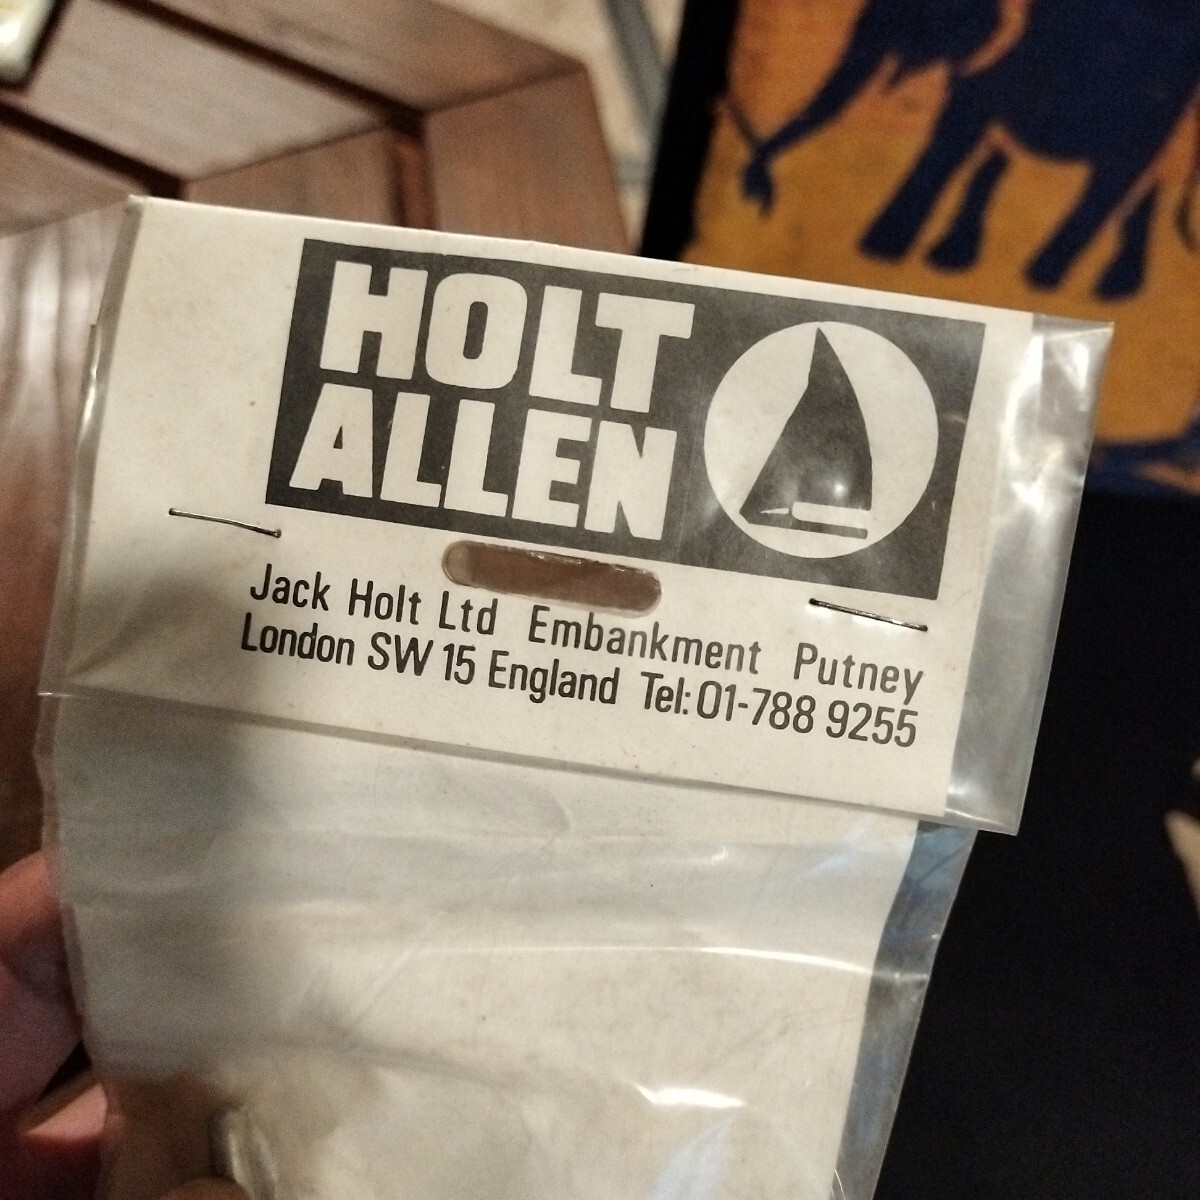 HOLT
ALLEN
Jack Holt Ltd Embankment Putney
London SW 15 England Tel: 01-788 9255